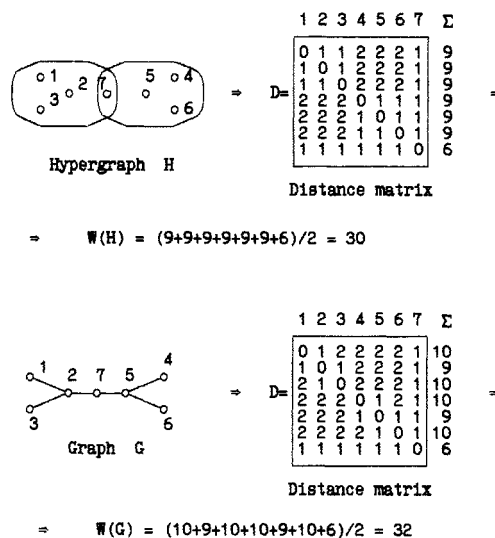 1 2 3 4 5 6 7 Σ
1 2 7 5 4
3 6
⇒ D=
0 1 1 2 2 2 1 9
1 0 1 2 2 2 1 9
1 1 0 2 2 2 1 9
2 2 2 0 1 1 1 9
2 2 2 1 0 1 1 9
2 2 2 1 1 0 1 9
1 1 1 1 1 1 0 6
⇒
Hypergraph H
Distance matrix
⇒ W(H) = (9+9+9+9+9+9+6)/2 = 30
1 2 3 4 5 6 7 Σ
1 2 7 5 4
3 6
⇒ D=
0 1 2 2 2 2 1 10
1 0 1 2 2 2 1 9
2 1 0 2 2 2 1 10
2 2 2 0 1 2 1 10
2 2 2 1 0 1 1 9
2 2 2 2 1 0 1 10
1 1 1 1 1 1 0 6
⇒
Graph G
Distance matrix
⇒ W(G) = (10+9+10+10+9+10+6)/2 = 32